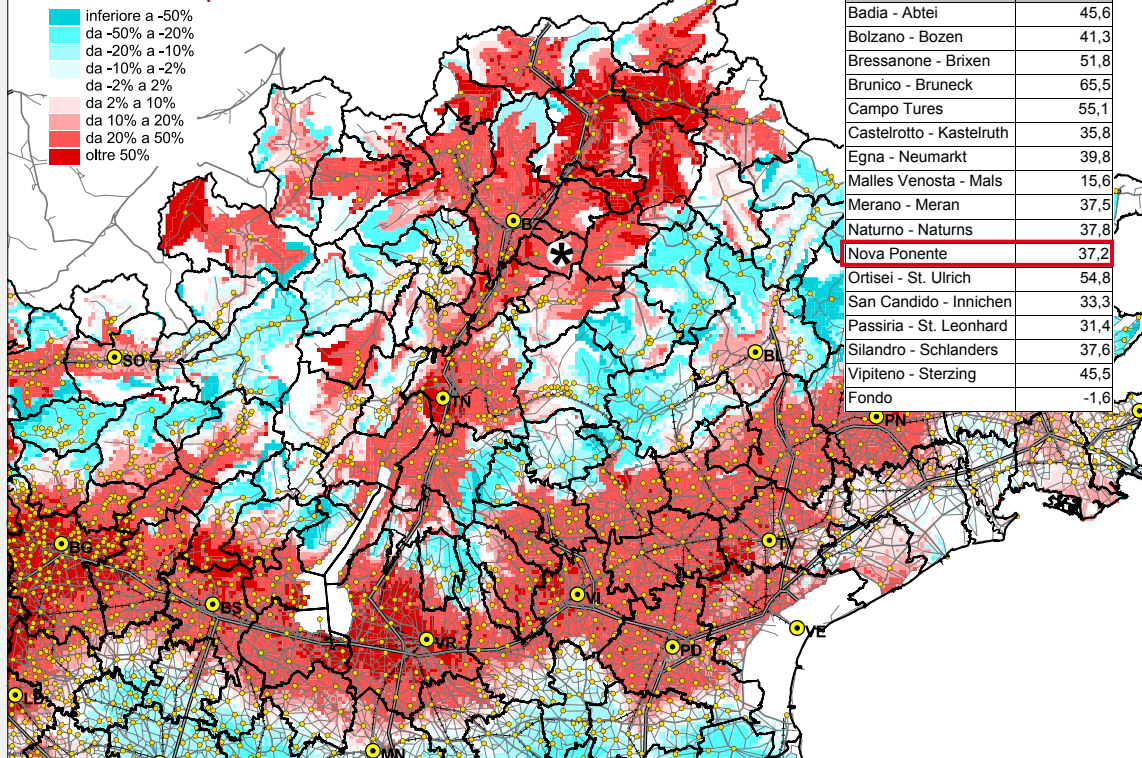 inferiore a -50%
da -50% a -20%
da -20% a -10%
da -10% a -2%
da -2% a 2%
da 2% a 10%
da 10% a 20%
da 20% a 50%
oltre 50%
Badia - Abtei 45,6
Bolzano - Bozen 41,3
Bressanone - Brixen 51,8
Brunico - Bruneck 65,5
Campo Tures 55,1
Castelrotto - Kastelruth 35,8
Egna - Neumarkt 39,8
Malles Venosta - Mals 15,6
Merano - Meran 37,5
Naturno - Naturns 37,8
Nova Ponente 37,2
Ortisei - St. Ulrich 54,8
San Candido - Innichen 33,3
Passiria - St. Leonhard 31,4
Silandro - Schlanders 37,6
Vipiteno - Sterzing 45,5
Fondo -1,6
BZ
*
SO
BL
TN
PN
BG
TV
BS
VI
VE
VR
PD
MN